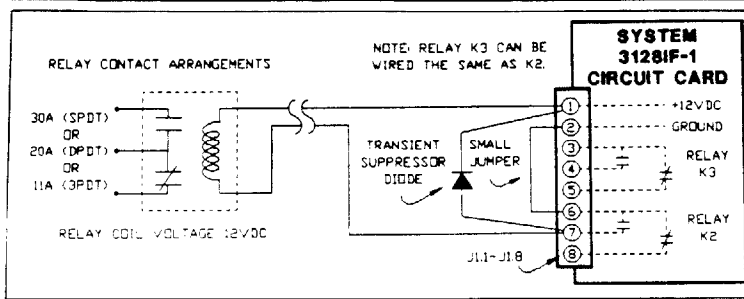 SYSTEM
3128IF-1
CIRCUIT CARD
NOTE: RELAY K3 CAN BE
WIRED THE SAME AS K2.
RELAY CONTACT ARRANGEMENTS
30A (SPDT)
OR
20A (DPDT)
OR
11A (3PDT)
RELAY COIL VOLTAGE 12VDC
TRANSIENT
SUPPRESSOR
DIODE
SMALL
JUMPER
J1.1-J1.8
1
2
3
4
5
6
7
8
+12VDC
GROUND
RELAY
K3
RELAY
K2